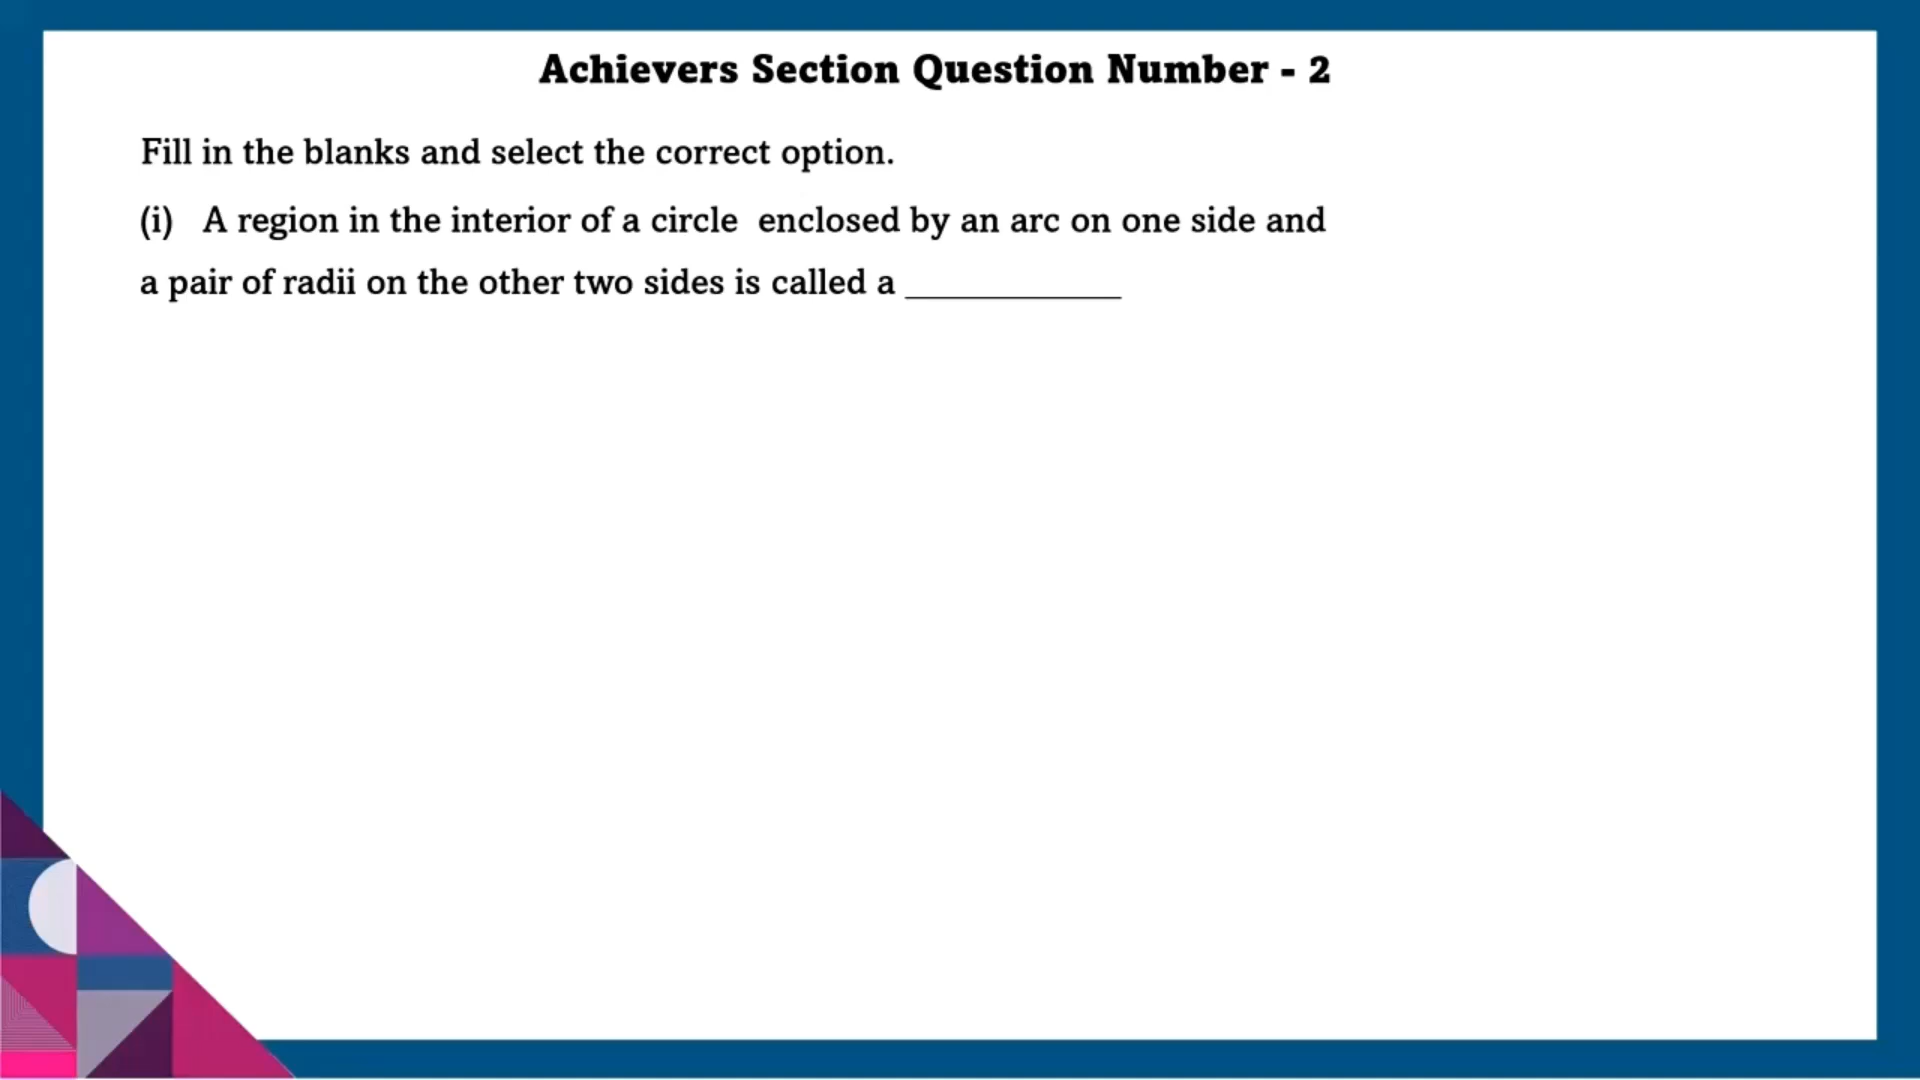 Achievers Section Question Number - 2
Fill in the blanks and select the correct option.
(i) A region in the interior of a circle enclosed by an arc on one side and
a pair of radii on the other two sides is called a ____________